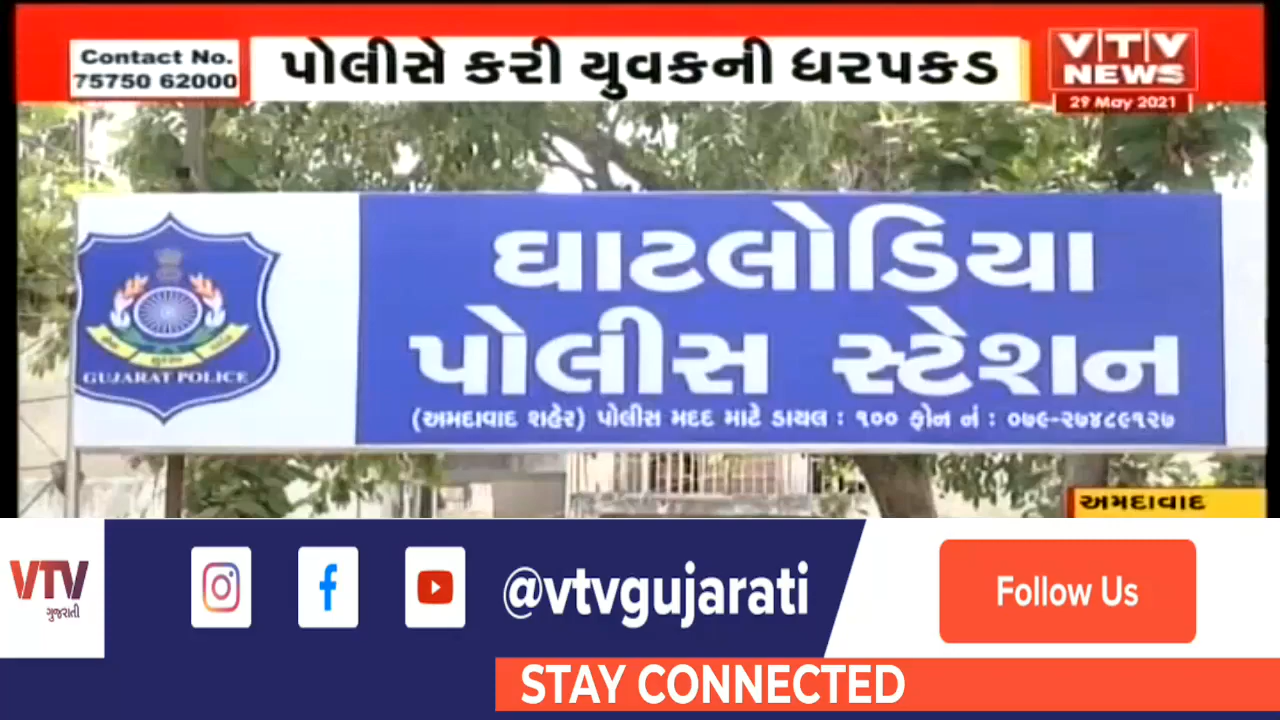 Contact No.
75750 62000
પોલીસે કરી યુવકની ધરપકડ
VTV
NEWS
29 May 2021
ઘાટલોડિયા
પોલીસ સ્ટેશન
(અમદાવાદ શહેર) પોલીસ મદદ માટે ડાયલ : ૧૦૦ ફોન નં : ૦૭૯-૨૭૪૮૯૧૨૭
GUJARAT POLICE
અમદાવાદ
VTV
ગુજરાતી
@vtvgujarati
Follow Us
STAY CONNECTED